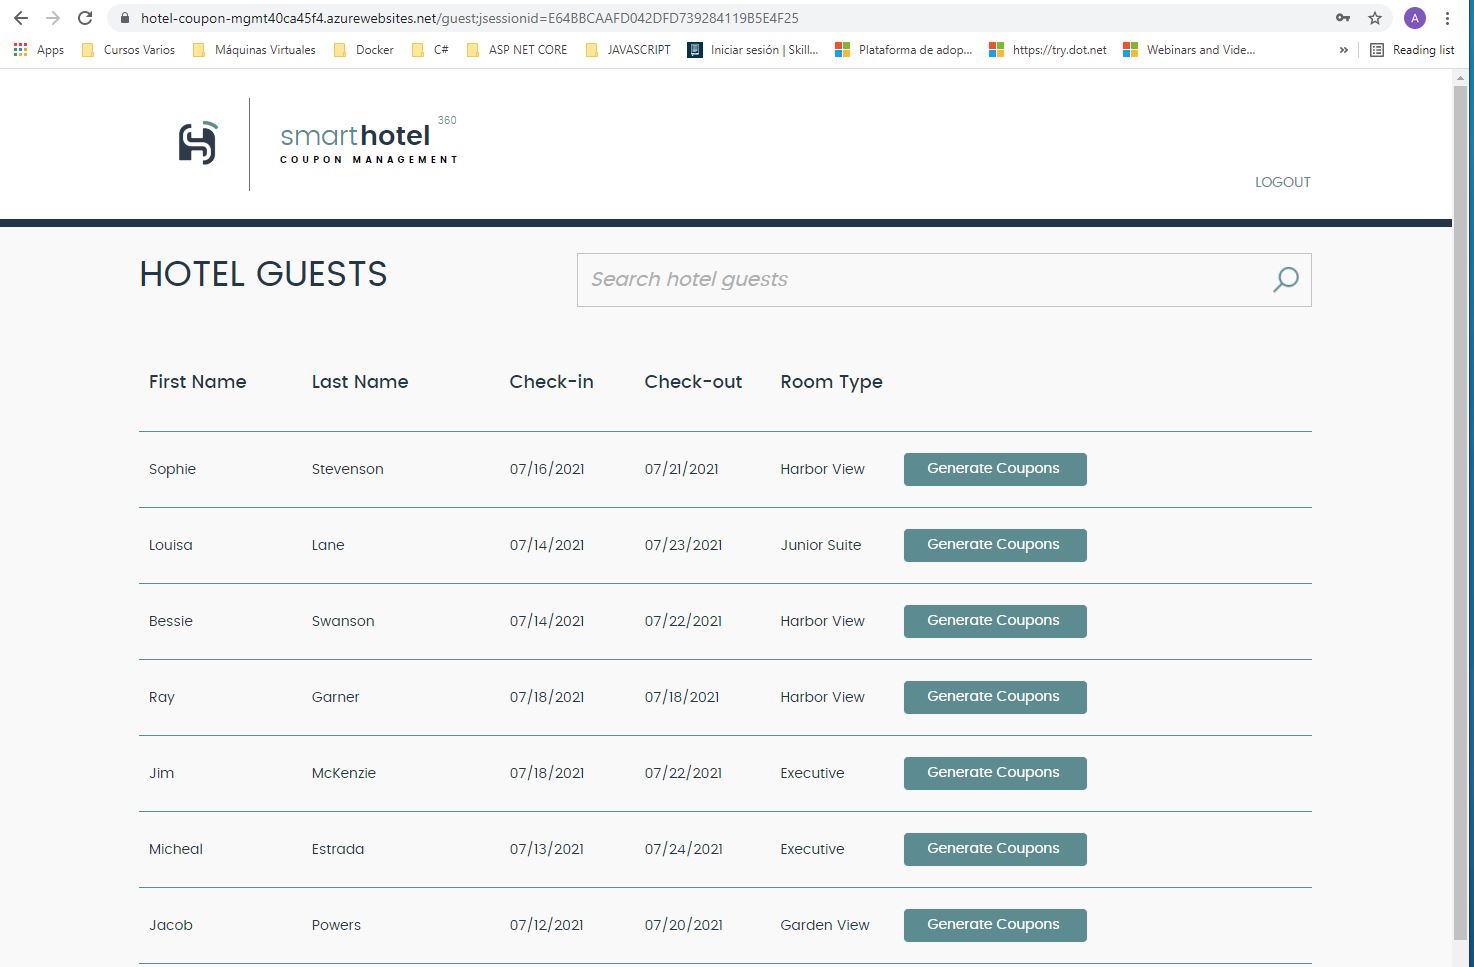 hotel-coupon-mgmt40ca45f4.azurewebsites.net/guest;jsessionid=E64BBCAAFD042DFD739284119B5E4F25
A
Apps Cursos Varios Máquinas Virtuales Docker C# ASP NET CORE JAVASCRIPT Iniciar sesión | Skill... Plataforma de adop... https://try.dot.net Webinars and Vide... » Reading list
smarthotel 360
COUPON MANAGEMENT
LOGOUT
HOTEL GUESTS
Search hotel guests
First Name Last Name Check-in Check-out Room Type
Sophie Stevenson 07/16/2021 07/21/2021 Harbor View Generate Coupons
Louisa Lane 07/14/2021 07/23/2021 Junior Suite Generate Coupons
Bessie Swanson 07/14/2021 07/22/2021 Harbor View Generate Coupons
Ray Garner 07/18/2021 07/18/2021 Harbor View Generate Coupons
Jim McKenzie 07/18/2021 07/22/2021 Executive Generate Coupons
Micheal Estrada 07/13/2021 07/24/2021 Executive Generate Coupons
Jacob Powers 07/12/2021 07/20/2021 Garden View Generate Coupons